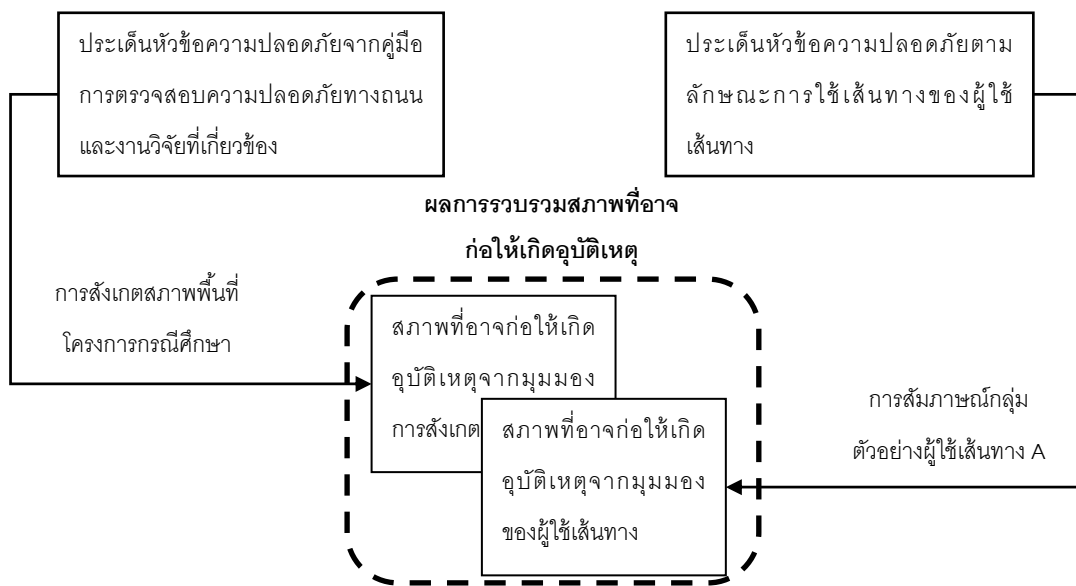 ประเด็นหัวข้อความปลอดภัยจากคู่มือ
การตรวจสอบความปลอดภัยทางถนน
และงานวิจัยที่เกี่ยวข้อง
ประเด็นหัวข้อความปลอดภัยตาม
ลักษณะการใช้เส้นทางของผู้ใช้
เส้นทาง
ผลการรวบรวมสภาพที่อาจ
ก่อให้เกิดอุบัติเหตุ
การสังเกตสภาพพื้นที่
โครงการกรณีศึกษา
สภาพที่อาจก่อให้เกิด
อุบัติเหตุจากมุมมอง
การสังเกต
สภาพที่อาจก่อให้เกิด
อุบัติเหตุจากมุมมอง
ของผู้ใช้เส้นทาง
การสัมภาษณ์กลุ่ม
ตัวอย่างผู้ใช้เส้นทาง A